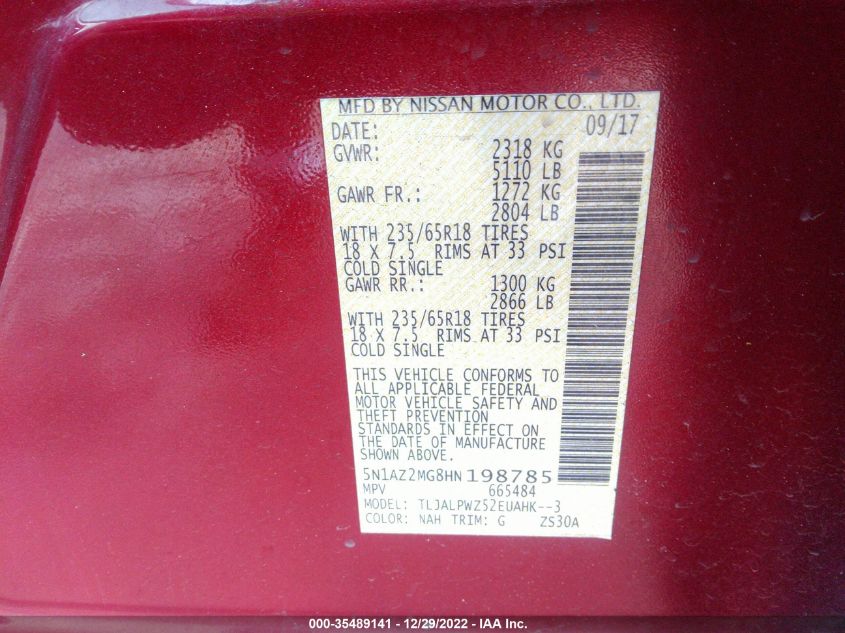 MFD BY NISSAN MOTOR CO., LTD.
DATE: 09/17
GVWR: 2318 KG
5110 LB
GAWR FR.: 1272 KG
2804 LB
WITH 235/65R18 TIRES
18 X 7.5 RIMS AT 33 PSI
COLD SINGLE
GAWR RR.: 1300 KG
2866 LB
WITH 235/65R18 TIRES
18 X 7.5 RIMS AT 33 PSI
COLD SINGLE
THIS VEHICLE CONFORMS TO
ALL APPLICABLE FEDERAL
MOTOR VEHICLE SAFETY AND
THEFT PREVENTION
STANDARDS IN EFFECT ON
THE DATE OF MANUFACTURE
SHOWN ABOVE.
5N1AZ2MG8HN198785
MPV 665484
MODEL: TLJALPWZ52EUAHK--3
COLOR: NAH TRIM: G ZS30A
000-35489141 - 12/29/2022 - IAA Inc.